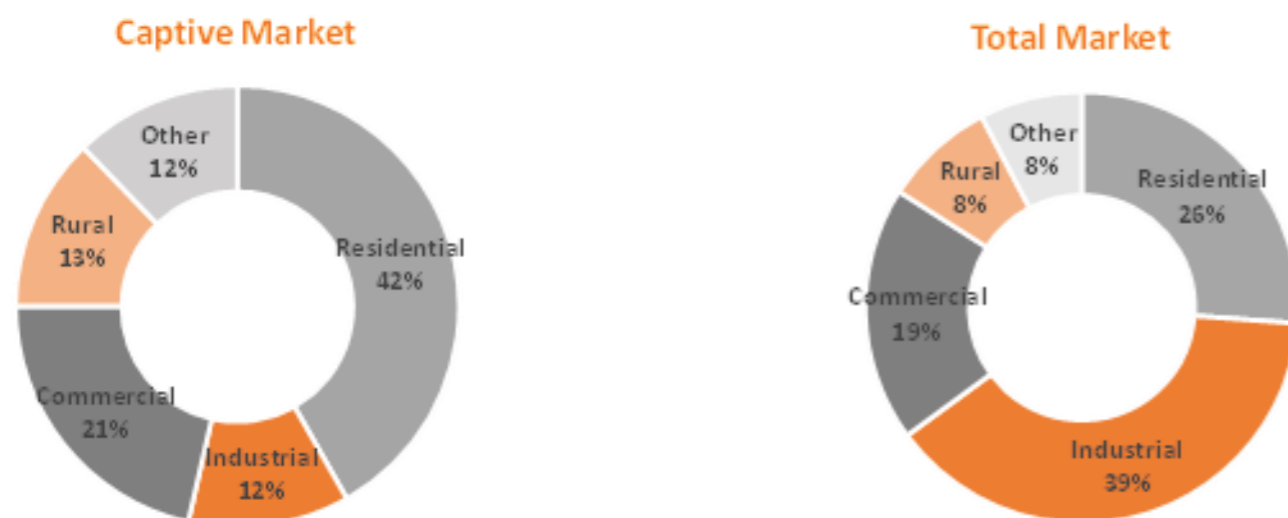 Captive Market
Other
12%
Rural
13%
Residential
42%
Commercial
21%
Industrial
12%
Total Market
Other
8%
Rural
8%
Residential
26%
Commercial
19%
Industrial
39%